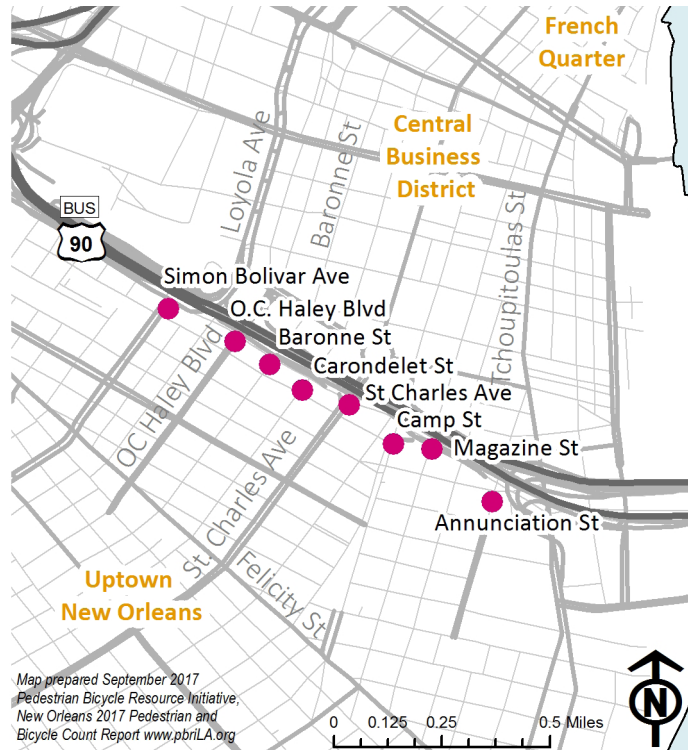 French
Quarter
Central
Business
District
Loyola Ave
Baronne St
Tchoupitoulas St
BUS
90
Simon Bolivar Ave
O.C. Haley Blvd
Baronne St
Carondelet St
St Charles Ave
Camp St
Magazine St
Annunciation St
OC Haley Blvd
St. Charles Ave
Felicity St
Uptown
New Orleans
Map prepared September 2017
Pedestrian Bicycle Resource Initiative,
New Orleans 2017 Pedestrian and
Bicycle Count Report www.pbriLA.org
0 0.125 0.25 0.5 Miles
N